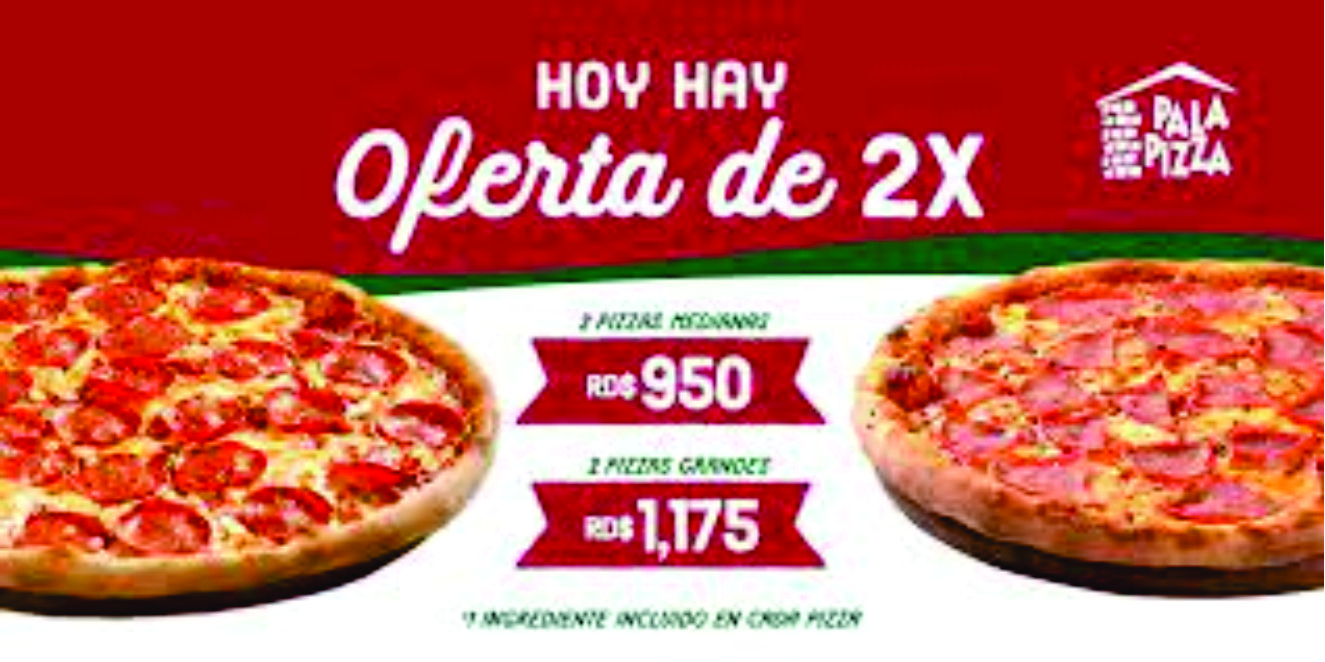 HOY HAY
Oferta de 2X
PALA
PIZZA
2 PIZZAS MEDIANAS
RD$ 950
2 PIZZAS GRANDES
RD$ 1,175
*1 INGREDIENTE INCLUIDO EN CADA PIZZA